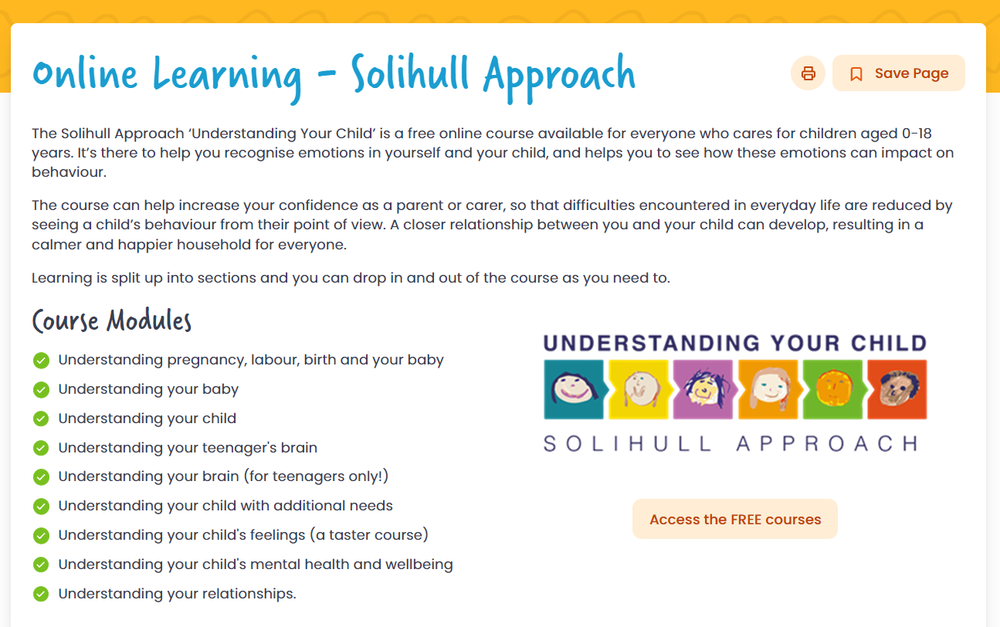 Online Learning – Solihull Approach
Save Page
The Solihull Approach ‘Understanding Your Child’ is a free online course available for everyone who cares for children aged 0-18
years. It’s there to help you recognise emotions in yourself and your child, and helps you to see how these emotions can impact on
behaviour.
The course can help increase your confidence as a parent or carer, so that difficulties encountered in everyday life are reduced by
seeing a child’s behaviour from their point of view. A closer relationship between you and your child can develop, resulting in a
calmer and happier household for everyone.
Learning is split up into sections and you can drop in and out of the course as you need to.
Course Modules
Understanding pregnancy, labour, birth and your baby
Understanding your baby
Understanding your child
Understanding your teenager's brain
Understanding your brain (for teenagers only!)
Understanding your child with additional needs
Understanding your child's feelings (a taster course)
Understanding your child's mental health and wellbeing
Understanding your relationships.
UNDERSTANDING YOUR CHILD
SOLIHULL APPROACH
Access the FREE courses